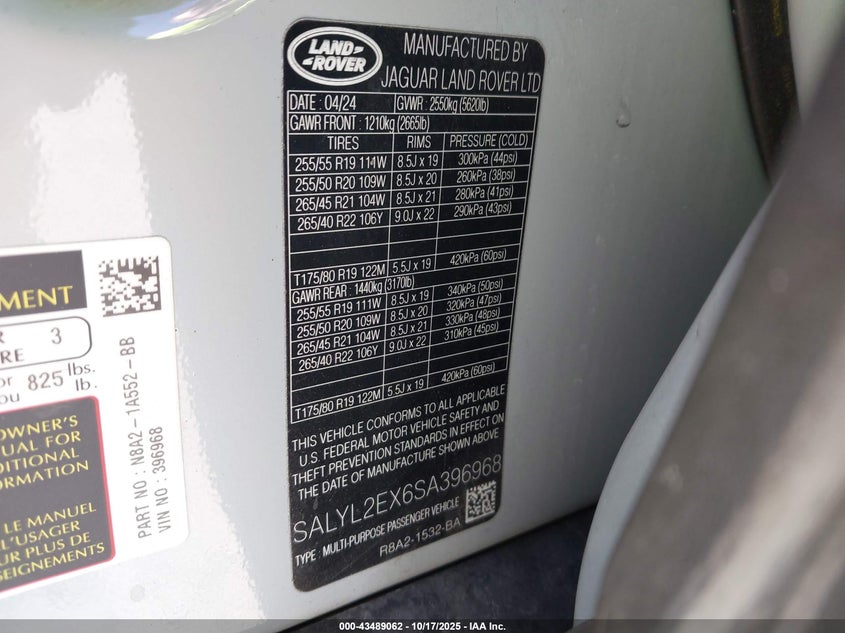 LAND-
-ROVER
MANUFACTURED BY
JAGUAR LAND ROVER LTD
DATE : 04/24 GVWR : 2550kg (5620lb)
GAWR FRONT : 1210kg (2665lb)
TIRES RIMS PRESSURE (COLD)
255/55 R19 114W 8.5J x 19 300kPa (44psi)
255/50 R20 109W 8.5J x 20 260kPa (38psi)
265/45 R21 104W 8.5J x 21 280kPa (41psi)
265/40 R22 106Y 9.0J x 22 290kPa (43psi)
T175/80 R19 122M 5.5J x 19 420kPa (60psi)
GAWR REAR : 1440kg (3170lb)
255/55 R19 111W 8.5J x 19 340kPa (50psi)
255/50 R20 109W 8.5J x 20 320kPa (47psi)
265/45 R21 104W 8.5J x 21 330kPa (48psi)
265/40 R22 106Y 9.0J x 22 310kPa (45psi)
T175/80 R19 122M 5.5J x 19 420kPa (60psi)
THIS VEHICLE CONFORMS TO ALL APPLICABLE
U.S. FEDERAL MOTOR VEHICLE SAFETY AND
THEFT PREVENTION STANDARDS IN EFFECT ON
THE DATE OF MANUFACTURE SHOWN ABOVE
SALYL2EX6SA396968
TYPE : MULTI-PURPOSE PASSENGER VEHICLE
R8A2-1532-BA
3
RE
or
ou 825 lbs.
lb.
OWNER'S
UAL FOR
DITIONAL
ORMATION
LE MANUEL
L'USAGER
UR PLUS DE
SEIGNEMENTS
PART NO : N8A2-1A552-BB
VIN NO : 396968
000-43489062 - 10/17/2025 - IAA Inc.